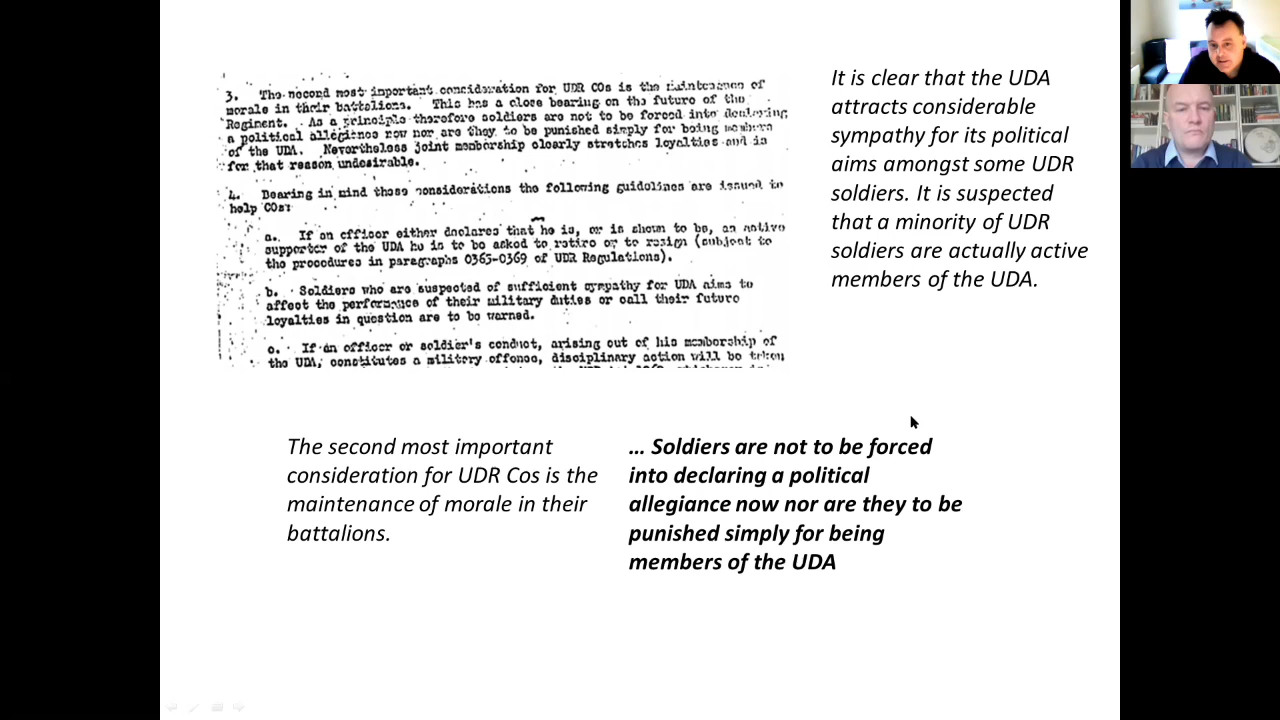 3. The second most important consideration for UDR COs is the maintenance of
morale in their battalions. This has a close bearing on the future of the
Regiment. As a principle therefore soldiers are not to be forced into declaring
a political allegiance now nor are they to be punished simply for being members
of the UDA. Nevertheless joint membership clearly stretches loyalties and is
for that reason undesirable.
4. Bearing in mind these considerations the following guidelines are issued to
help COs:
a. If an officer either declares that he is, or is shown to be, an active
supporter of the UDA he is to be asked to retire or to resign (subject to
the procedures in paragraphs 0365-0369 of UDR Regulations).
b. Soldiers who are suspected of sufficient sympathy for UDA aims to
affect the performance of their military duties or call their future
loyalties in question are to be warned.
c. If an officer or soldier's conduct, arising out of his membership of
the UDA, constitutes a military offense, disciplinary action will be taken
It is clear that the UDA
attracts considerable
sympathy for its political
aims amongst some UDR
soldiers. It is suspected
that a minority of UDR
soldiers are actually active
members of the UDA.
The second most important
consideration for UDR Cos is the
maintenance of morale in their
battalions.
... Soldiers are not to be forced
into declaring a political
allegiance now nor are they to be
punished simply for being
members of the UDA